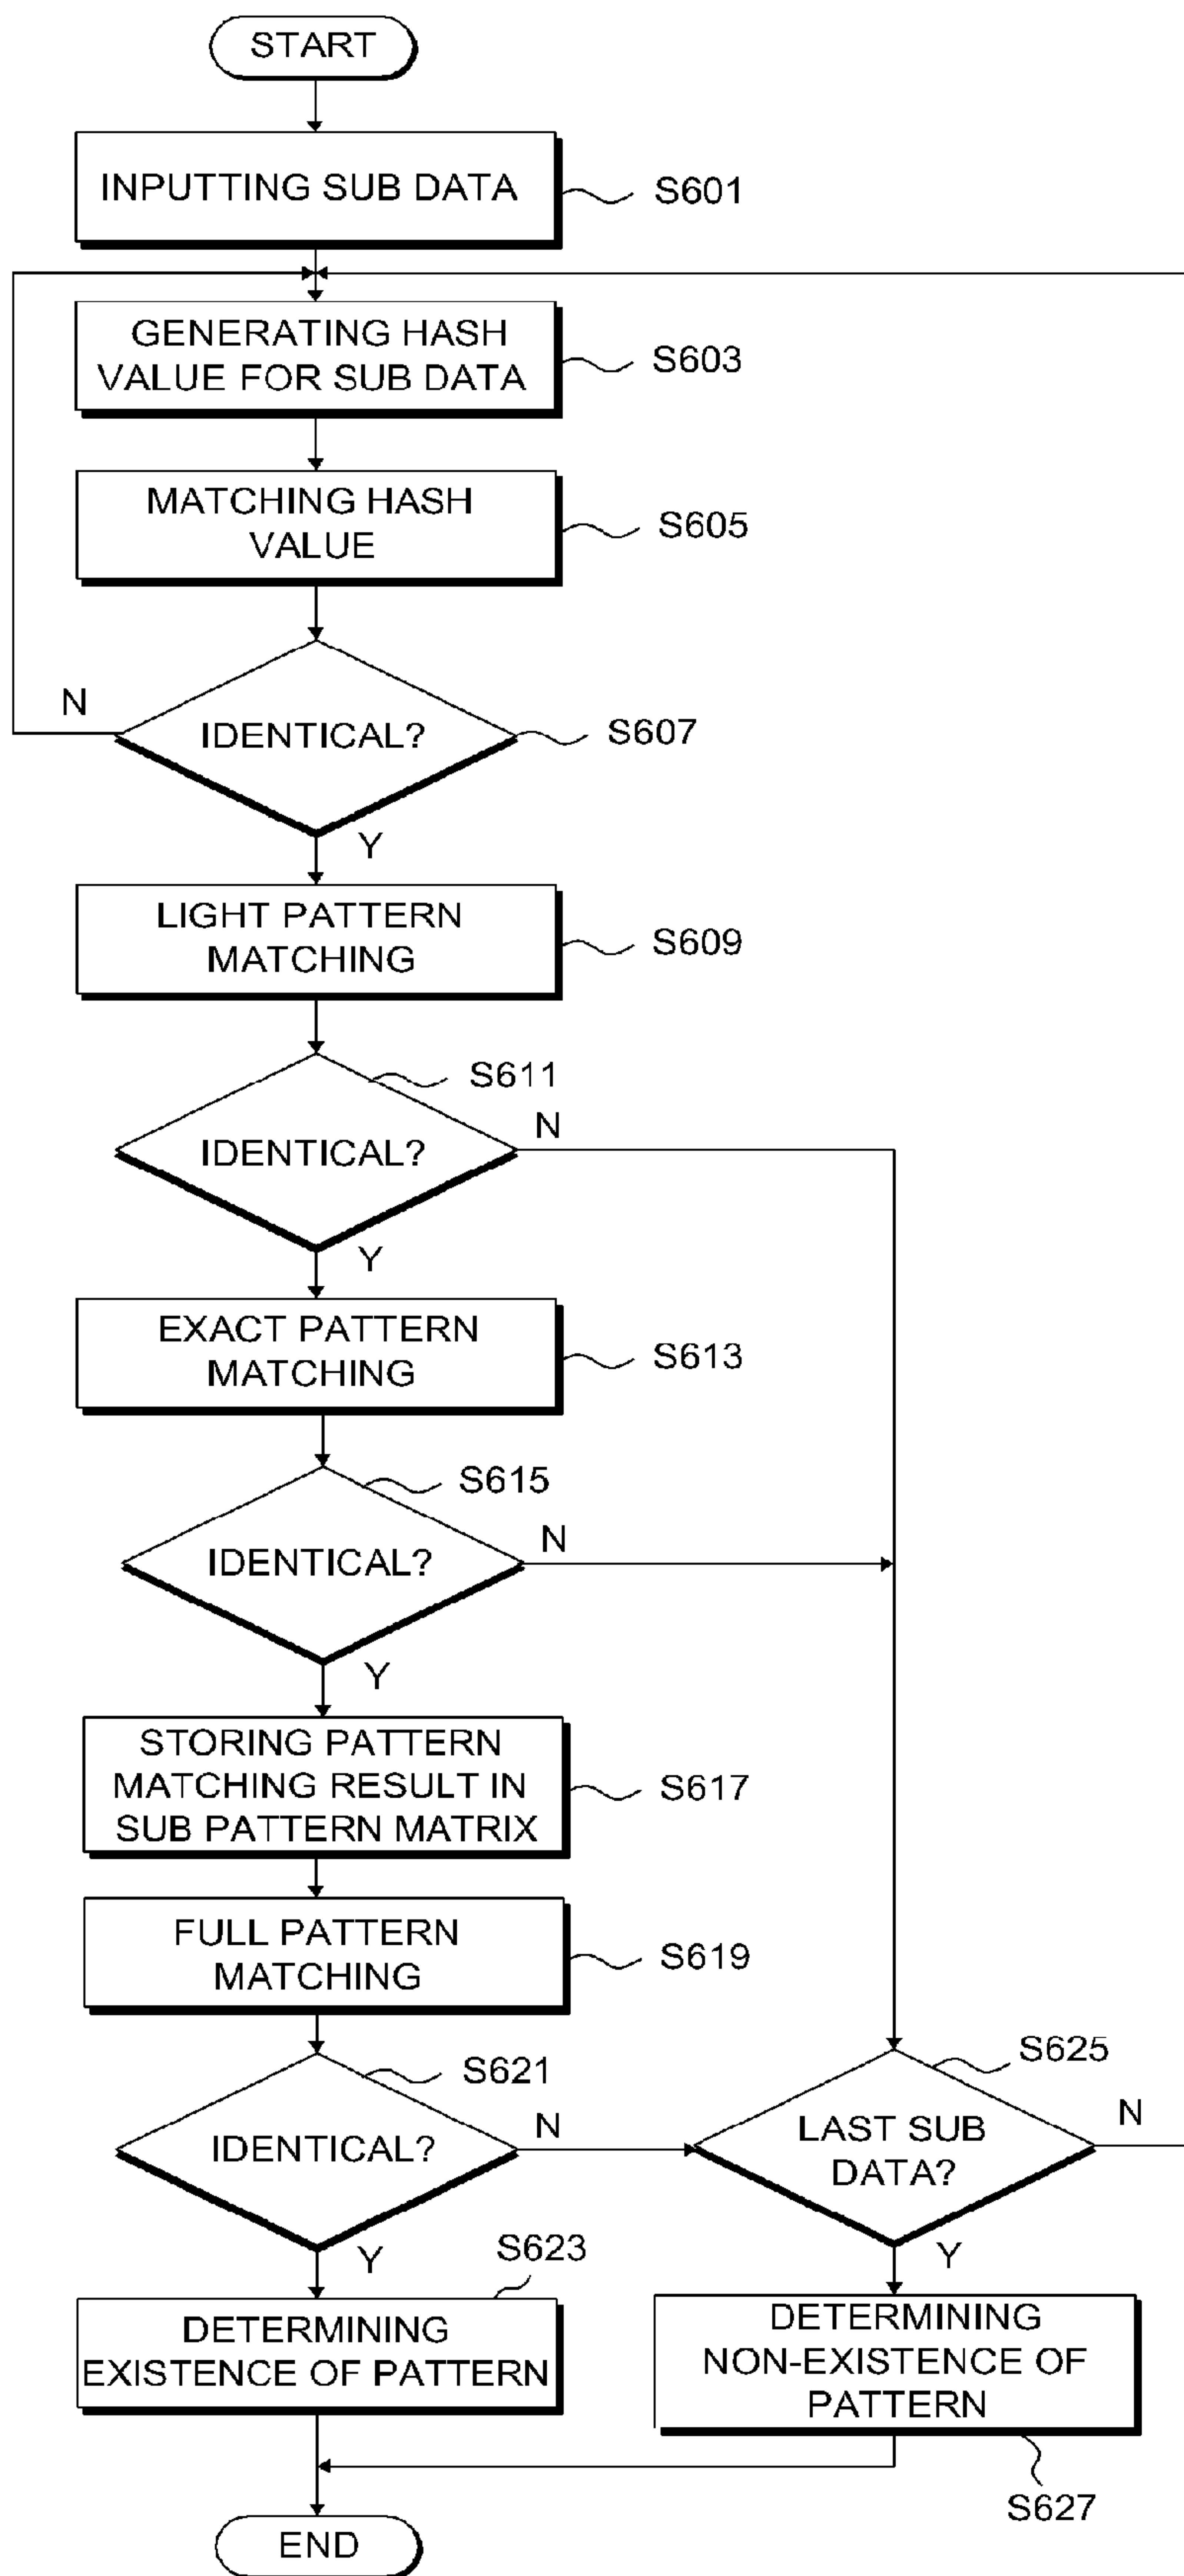 START
INPUTTING SUB DATA
S601
GENERATING HASH
VALUE FOR SUB DATA
S603
MATCHING HASH
VALUE
S605
N
IDENTICAL?
S607
Y
LIGHT PATTERN
MATCHING
S609
S611
IDENTICAL?
N
Y
EXACT PATTERN
MATCHING
S613
S615
IDENTICAL?
N
Y
STORING PATTERN
MATCHING RESULT IN
SUB PATTERN MATRIX
S617
FULL PATTERN
MATCHING
S619
S621
IDENTICAL?
N
Y
S625
LAST SUB
DATA?
N
Y
S623
DETERMINING
EXISTENCE OF PATTERN
DETERMINING
NON-EXISTENCE OF
PATTERN
S627
END